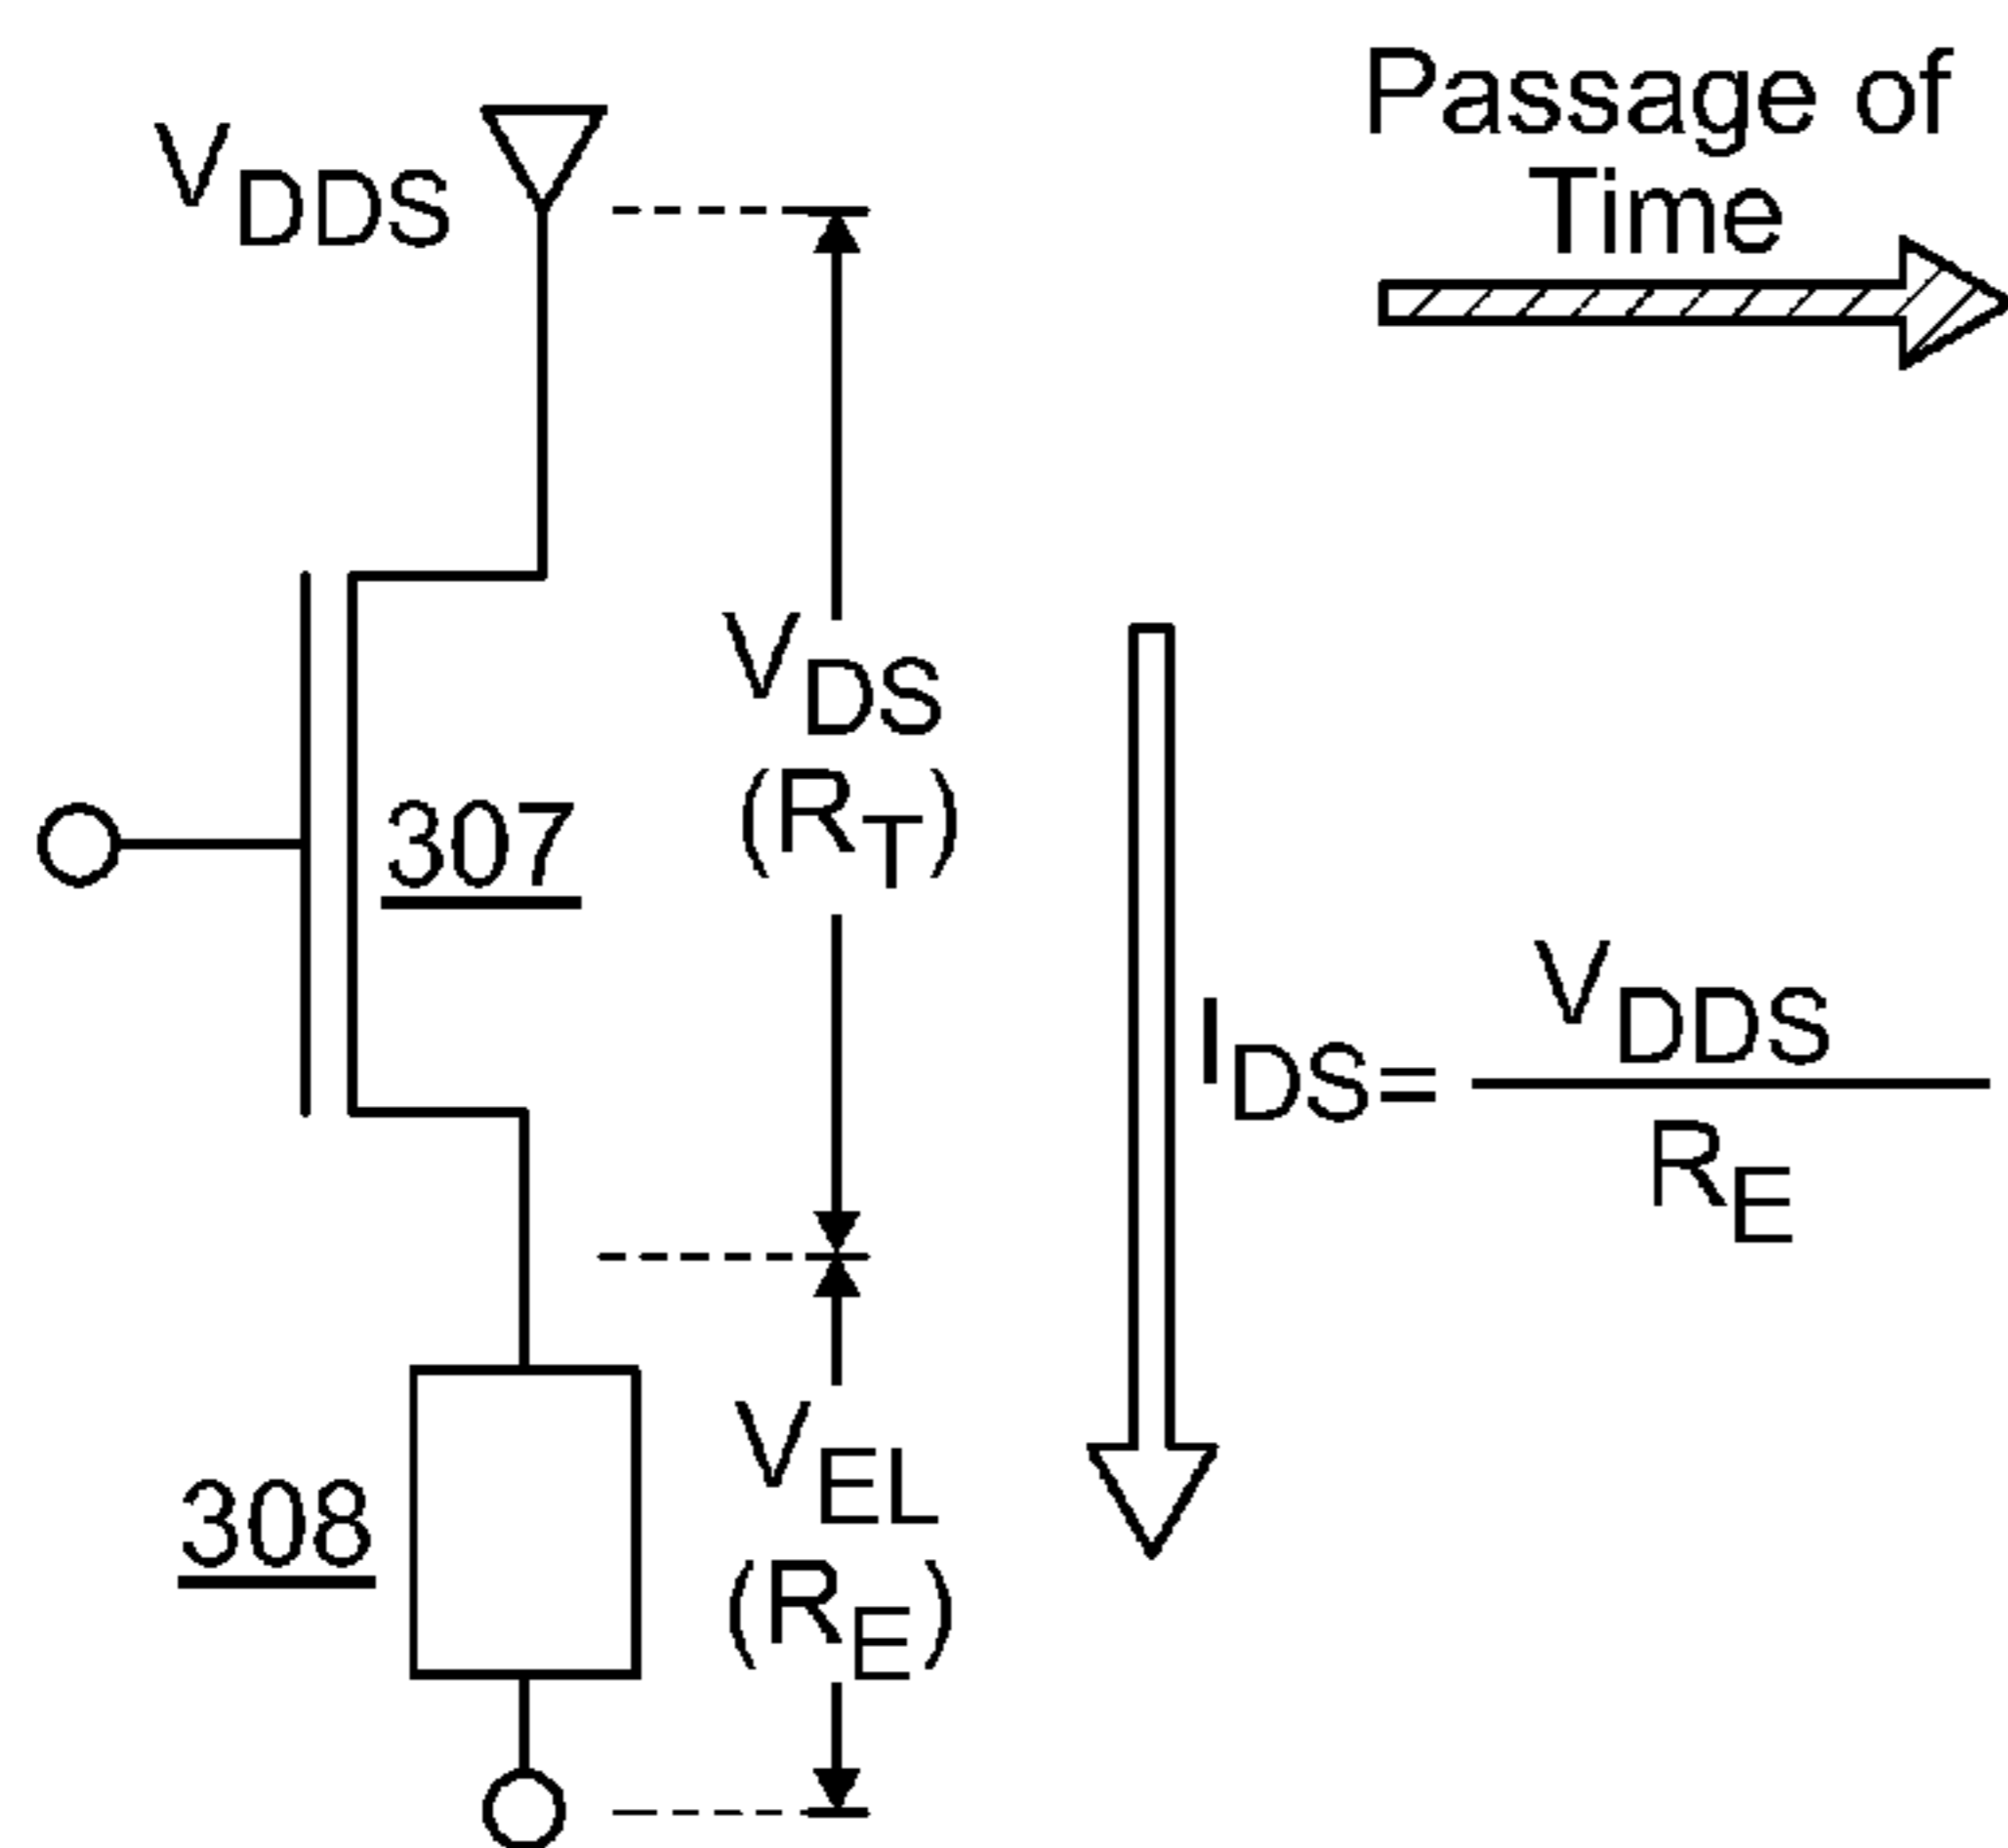 Passage of
Time
VDDS
VDS
(RT)
307
IDS= VDDS
RE
VEL
(RE)
308